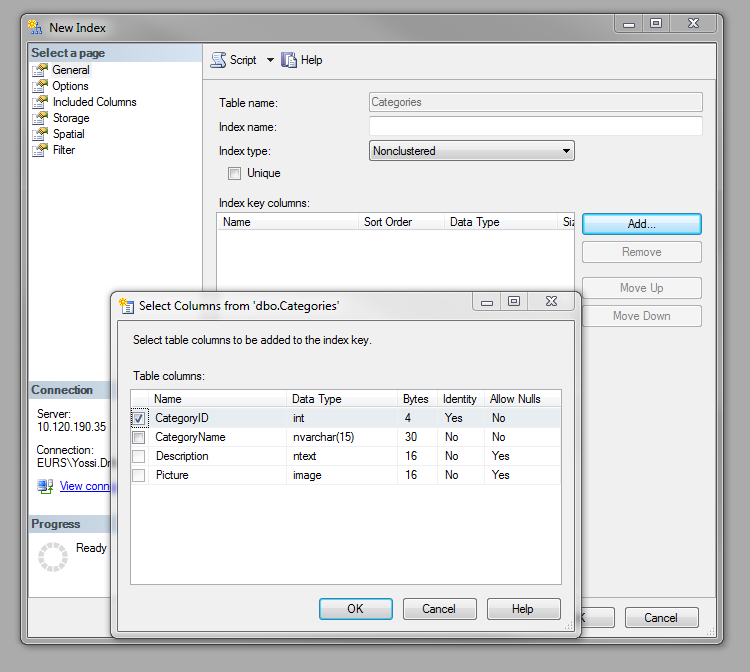 New Index
Select a page
General
Options
Included Columns
Storage
Spatial
Filter
Script
Help
Table name:
Categories
Index name:
Index type:
Nonclustered
Unique
Index key columns:
Name Sort Order Data Type
Add...
Remove
Move Up
Move Down
Connection
Server:
10.120.190.35
Connection:
View
Progress
Ready
Cancel
Select Columns from 'dbo.Categories'
Select table columns to be added to the index key.
Table columns:
Name Data Type Bytes Identity Allow Nulls
CategoryID int 4 Yes No
CategoryName nvarchar(15) 30 No No
Description ntext 16 No Yes
Picture image 16 No Yes
OK Cancel Help